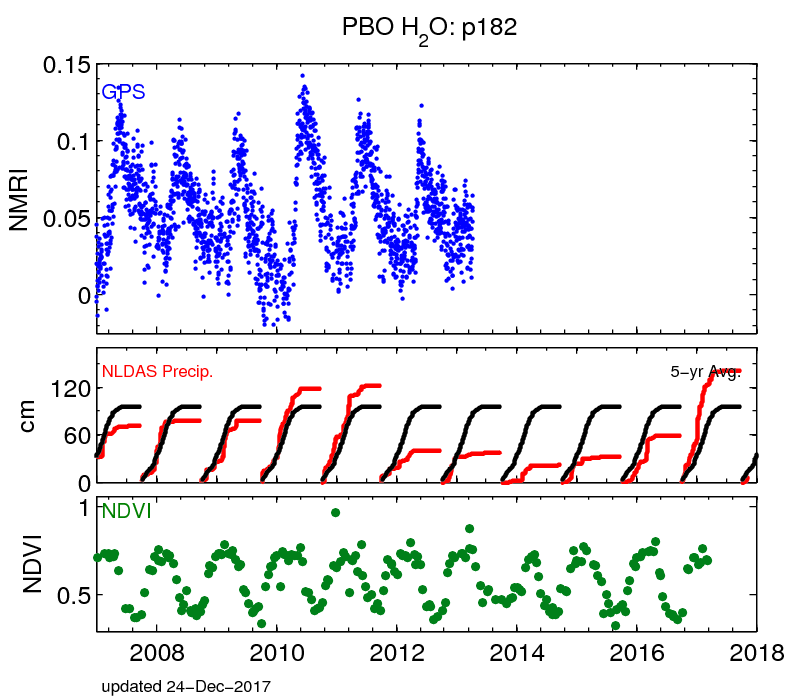 PBO H2O: p182
0.15
GPS
0.1
NMRI
0.05
0
NLDAS Precip.
5-yr Avg.
120
cm
60
0
1
NDVI
NDVI
0.5
2008 2010 2012 2014 2016 2018
updated 24-Dec-2017